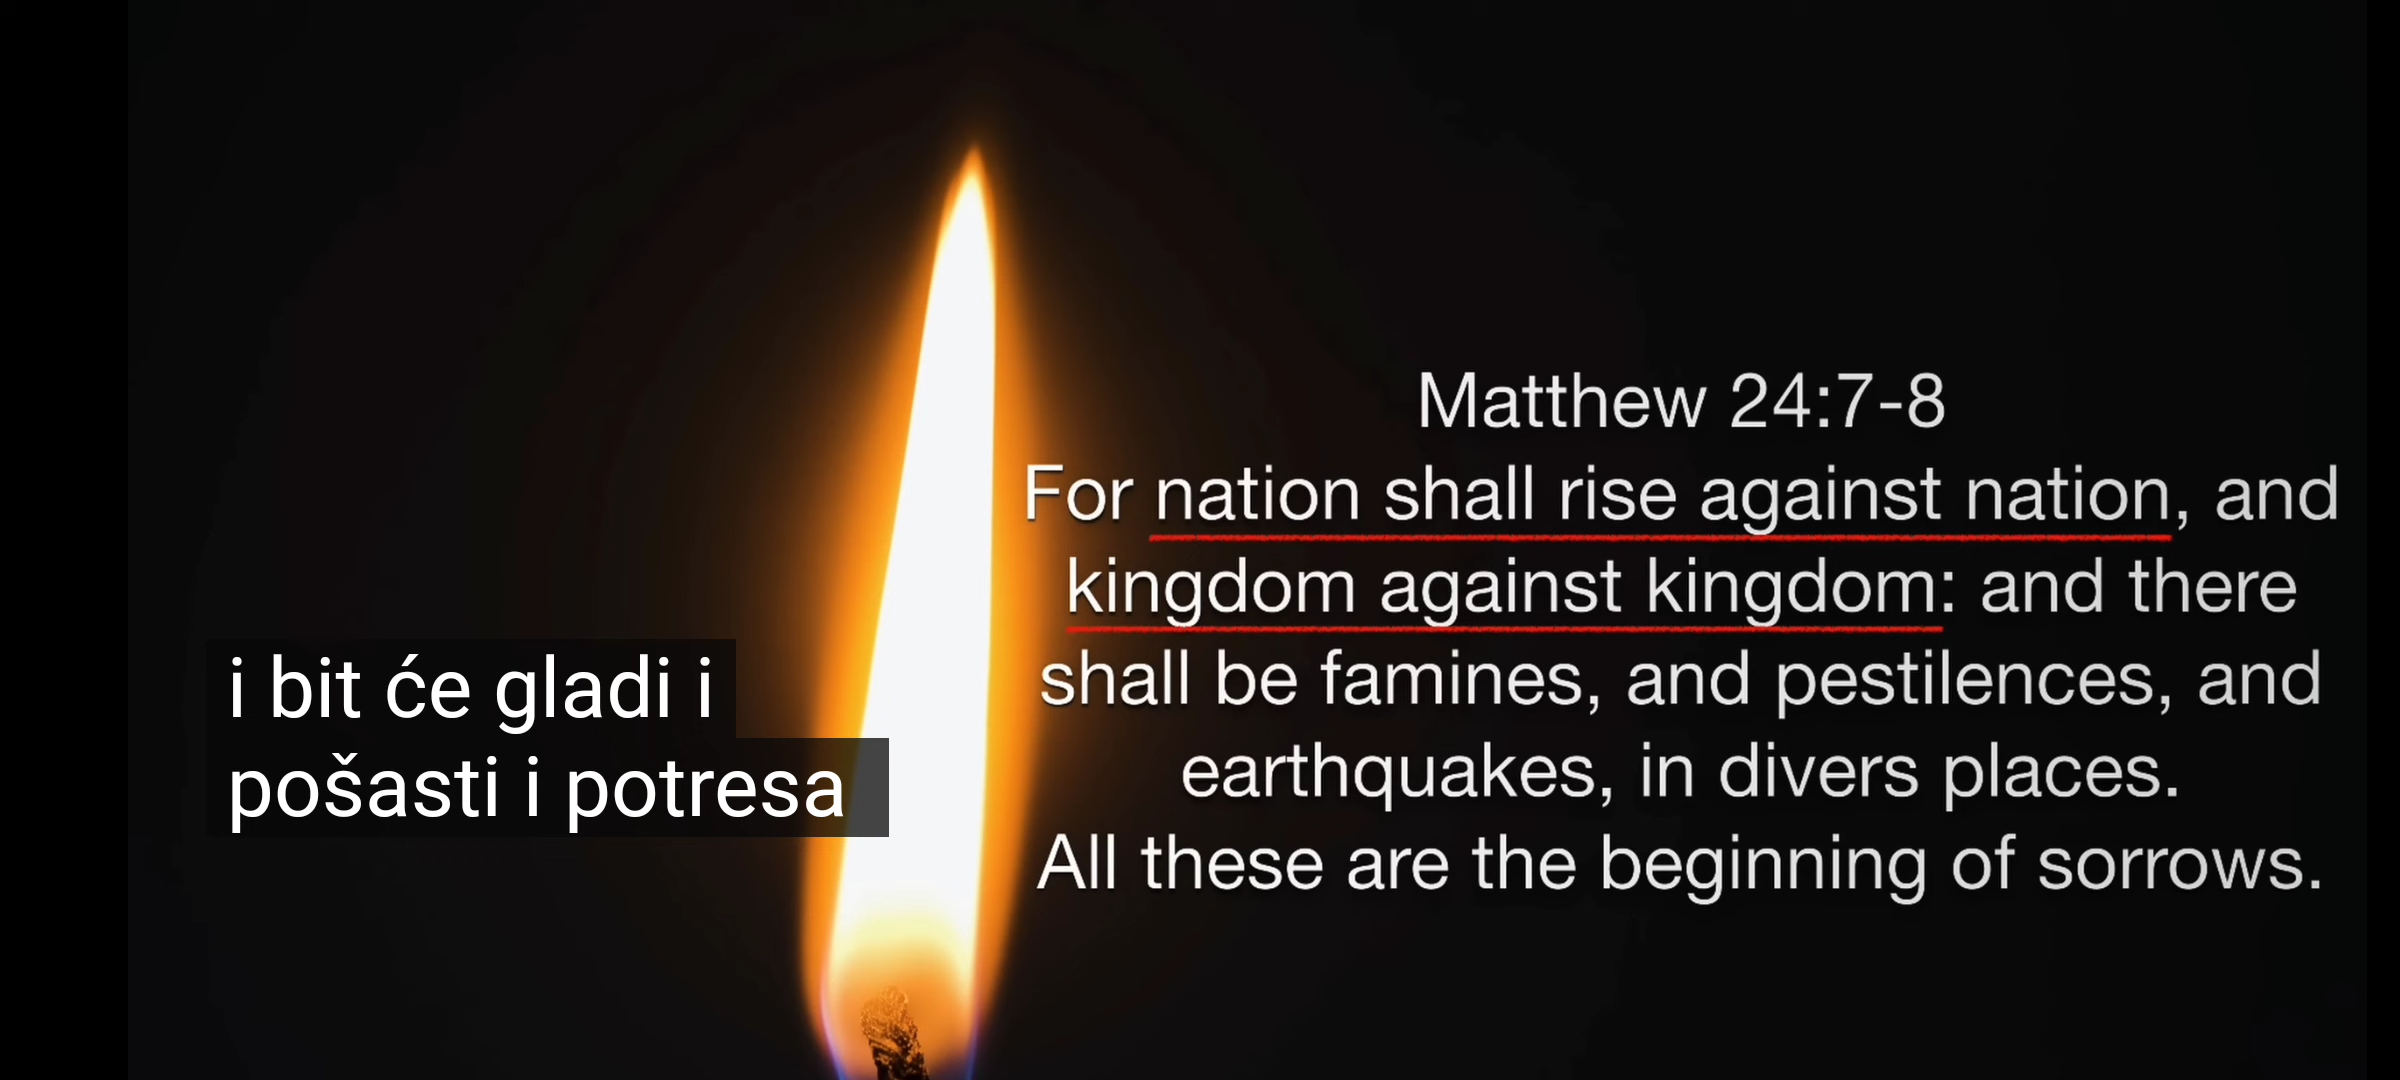 i bit će gladi i
pošasti i potresa
Matthew 24:7-8
For nation shall rise against nation, and
kingdom against kingdom: and there
shall be famines, and pestilences, and
earthquakes, in divers places.
All these are the beginning of sorrows.